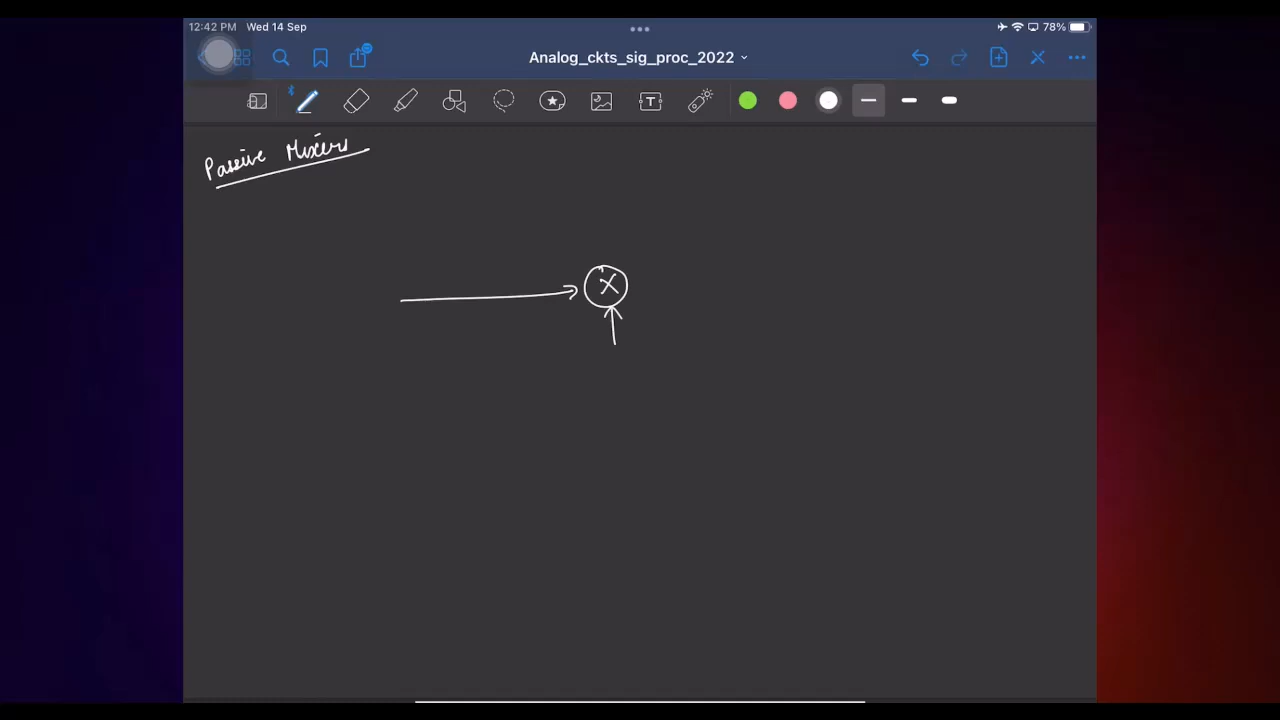 12:42 PM Wed 14 Sep
78%
Analog_ckts_sig_proc_2022
T
Passive Mixers
X